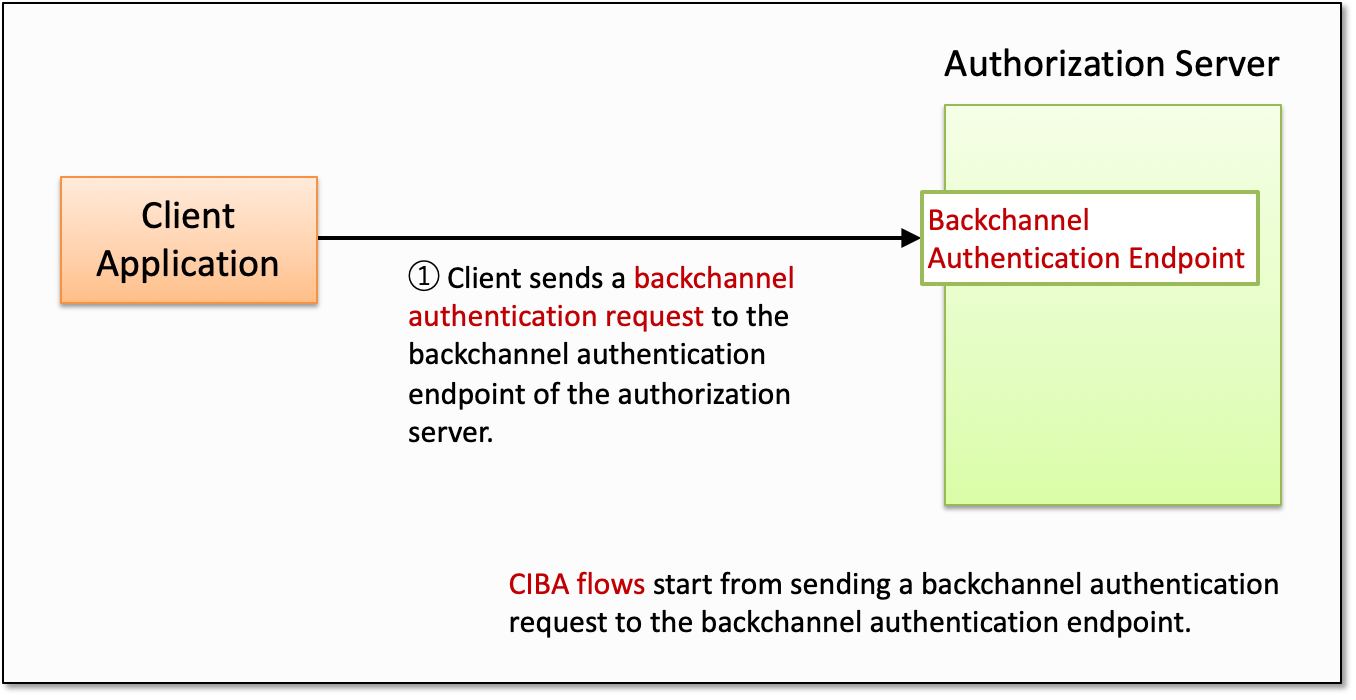 Authorization Server
Client
Application
Backchannel
Authentication Endpoint
① Client sends a backchannel
authentication request to the
backchannel authentication
endpoint of the authorization
server.
CIBA flows start from sending a backchannel authentication
request to the backchannel authentication endpoint.